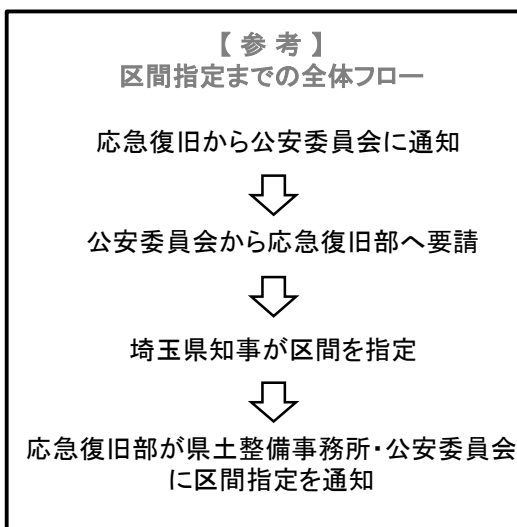 【 参 考 】
区間指定までの全体フロー
応急復旧から公安委員会に通知
公安委員会から応急復旧部へ要請
埼玉県知事が区間を指定
応急復旧部が県土整備事務所・公安委員会
に区間指定を通知